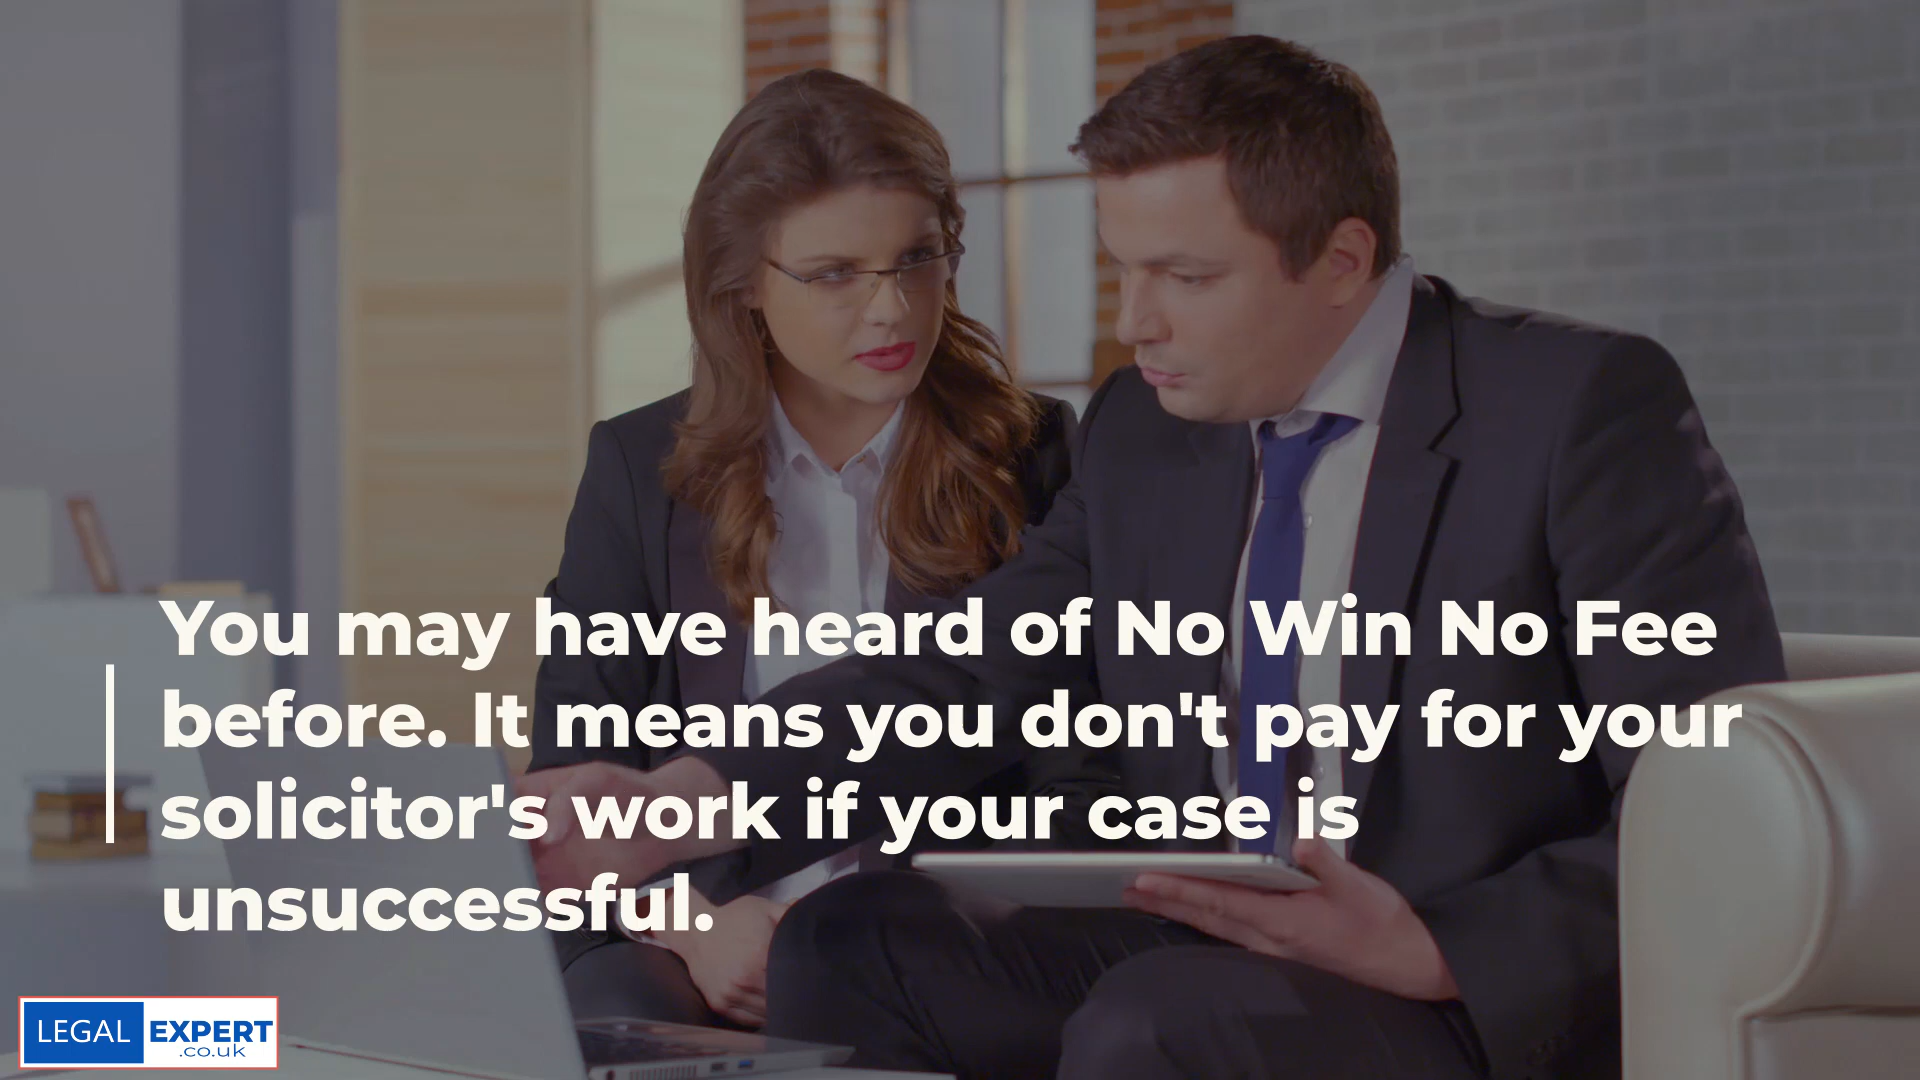 You may have heard of No Win No Fee
before. It means you don't pay for your
solicitor's work if your case is
unsuccessful.
LEGAL EXPERT
.co.uk